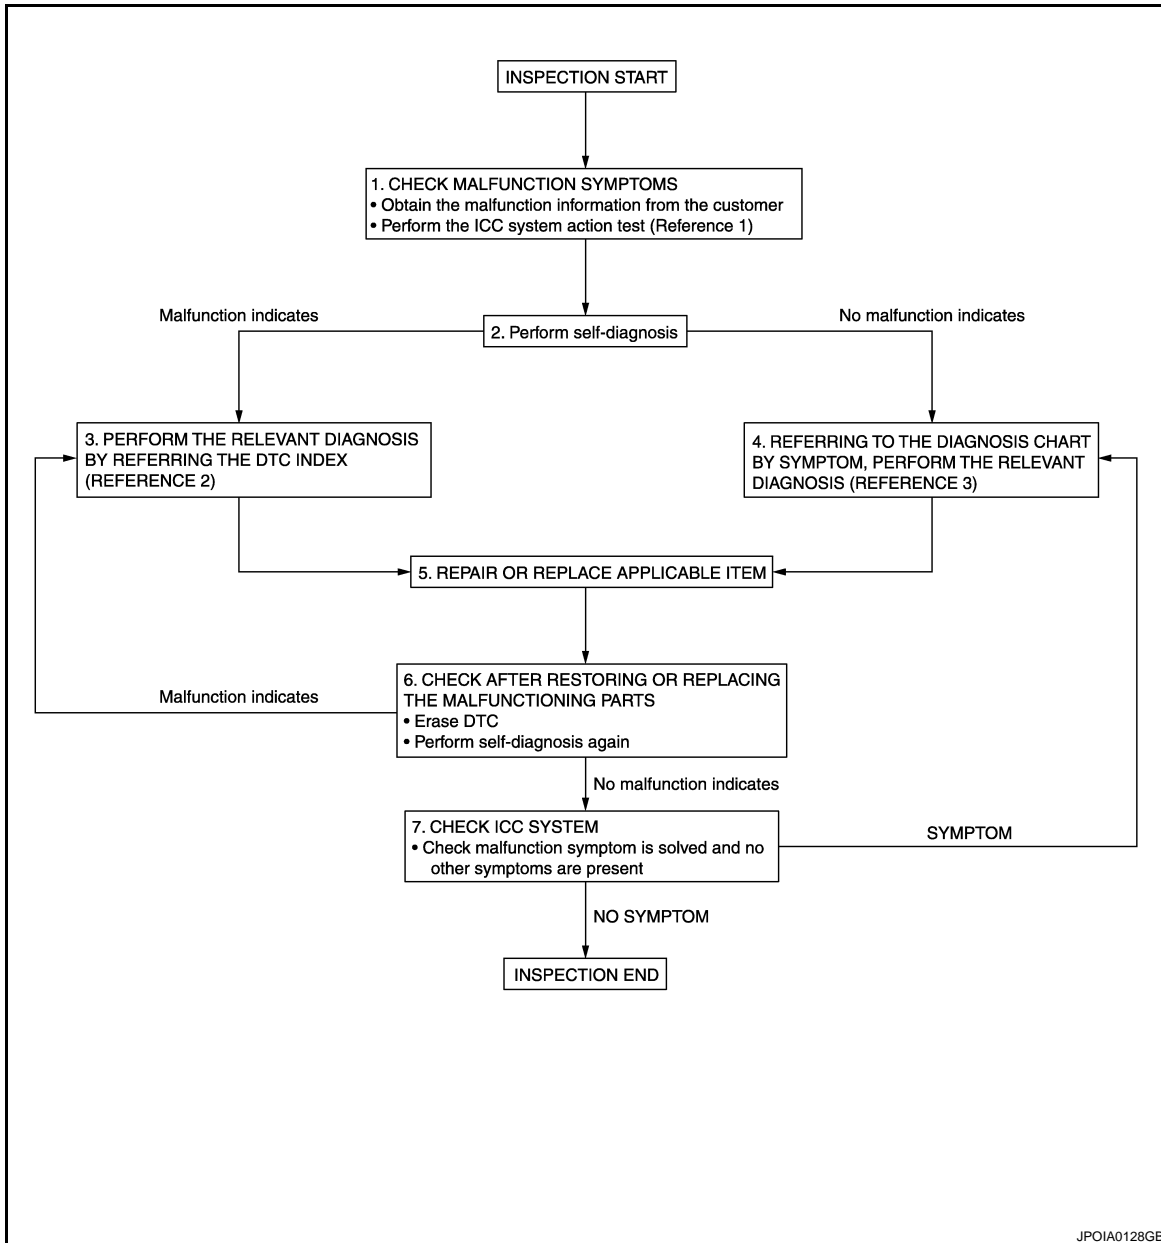 INSPECTION START
1. CHECK MALFUNCTION SYMPTOMS
• Obtain the malfunction information from the customer
• Perform the ICC system action test (Reference 1)
Malfunction indicates
No malfunction indicates
2. Perform self-diagnosis
3. PERFORM THE RELEVANT DIAGNOSIS
BY REFERRING THE DTC INDEX
(REFERENCE 2)
4. REFERRING TO THE DIAGNOSIS CHART
BY SYMPTOM, PERFORM THE RELEVANT
DIAGNOSIS (REFERENCE 3)
5. REPAIR OR REPLACE APPLICABLE ITEM
6. CHECK AFTER RESTORING OR REPLACING
THE MALFUNCTIONING PARTS
• Erase DTC
• Perform self-diagnosis again
Malfunction indicates
No malfunction indicates
7. CHECK ICC SYSTEM
• Check malfunction symptom is solved and no
other symptoms are present
SYMPTOM
NO SYMPTOM
INSPECTION END
JPOIA0128GB